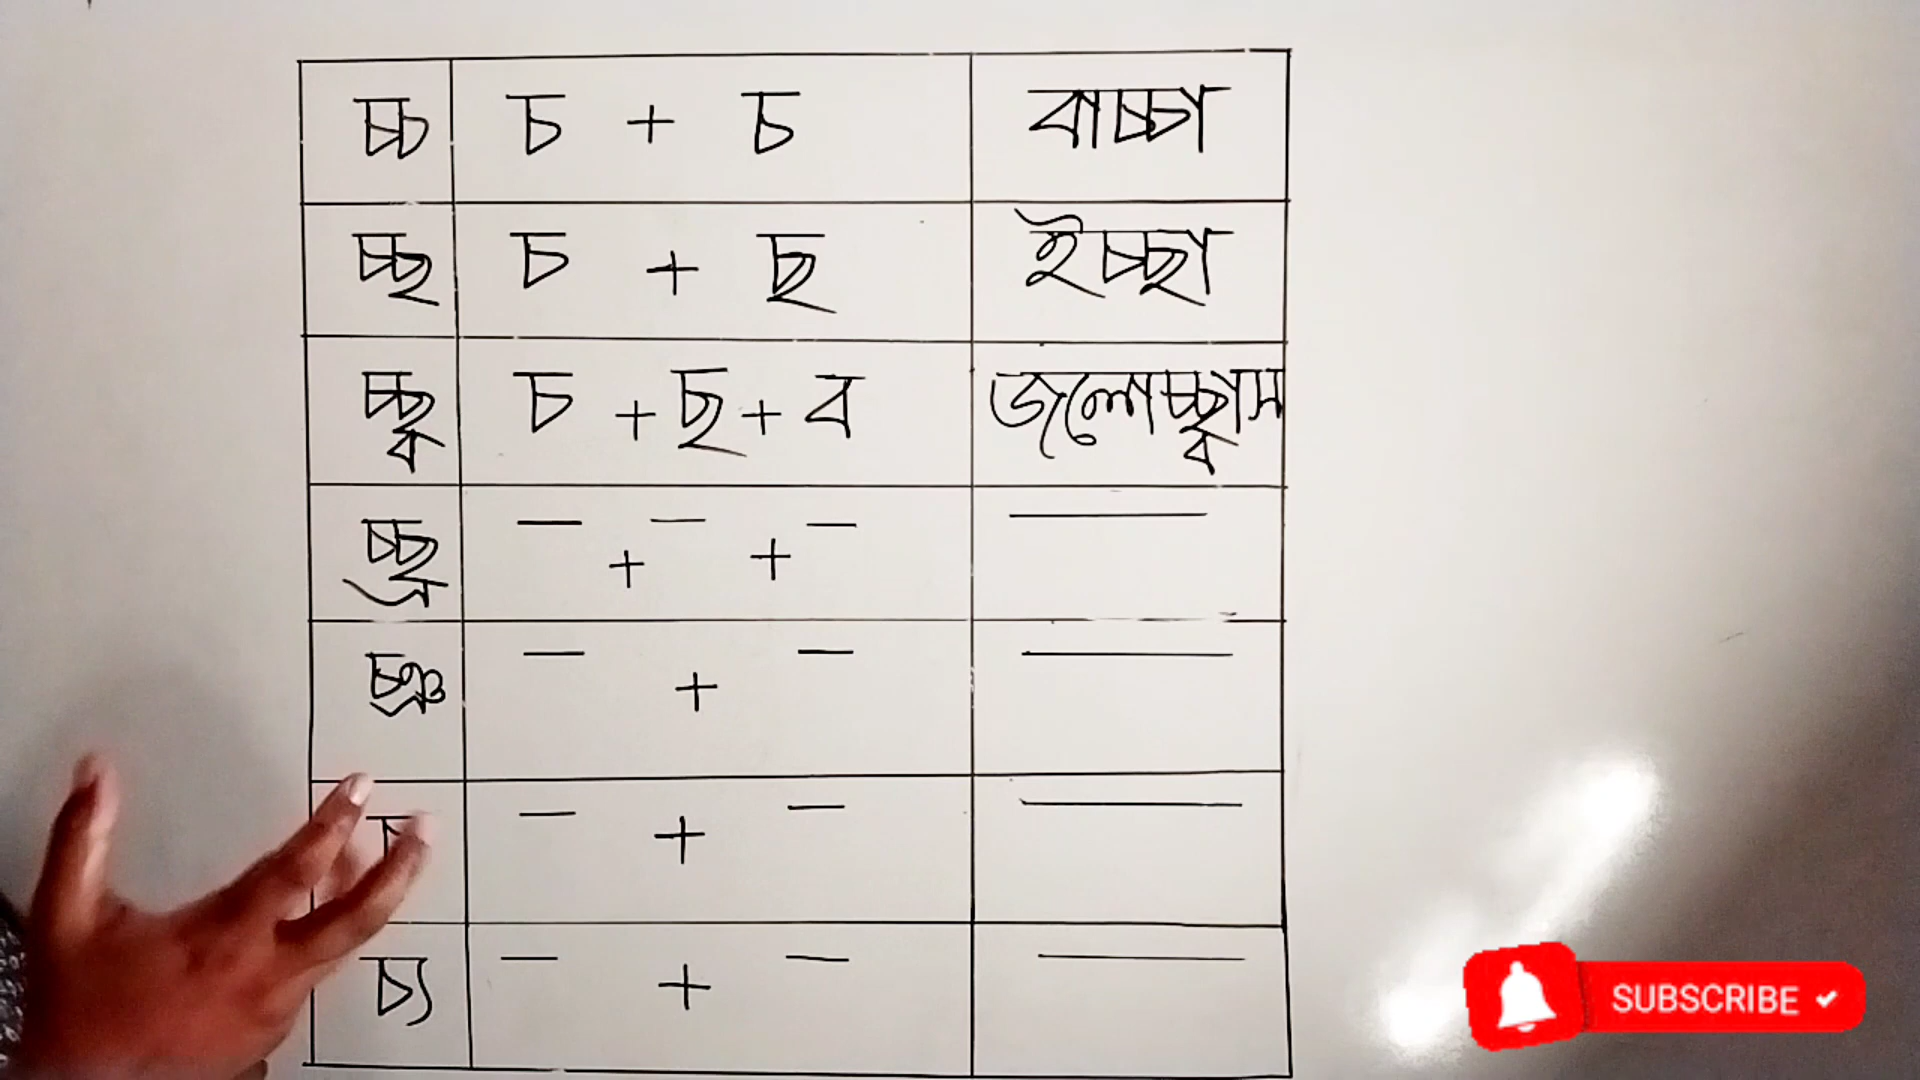 চ্চ চ + চ বাচ্চা
চ্ছ চ + ছ ইচ্ছা
চ্ছ্ব চ + ছ + ব জলোচ্ছ্বাস
চ্ছ্র — + — + — —
চ্ঞ — + — —
— + — —
চ্য — + — —
SUBSCRIBE